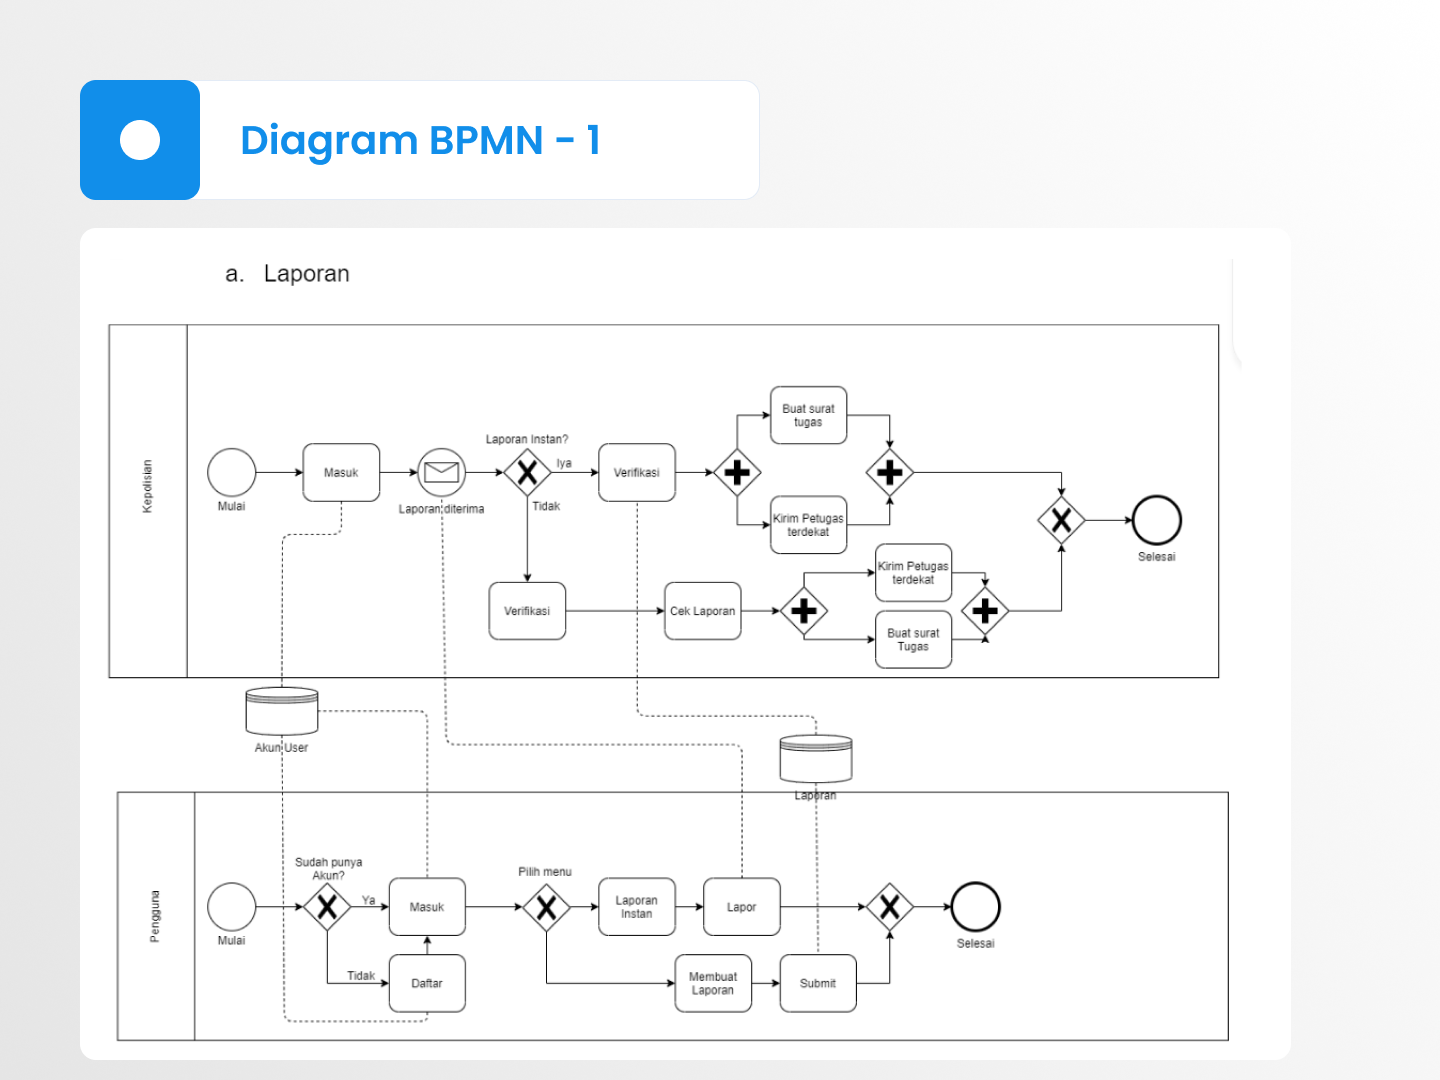 Diagram BPMN - 1
a. Laporan
Kepolisian
Mulai
Masuk
Laporan diterima
Laporan Instan?
Iya
Tidak
Verifikasi
Buat surat
tugas
Kirim Petugas
terdekat
Verifikasi
Cek Laporan
Kirim Petugas
terdekat
Buat surat
Tugas
Selesai
Akun User
Laporan
Pengguna
Mulai
Sudah punya
Akun?
Ya
Tidak
Masuk
Daftar
Pilih menu
Laporan
Instan
Lapor
Membuat
Laporan
Submit
Selesai